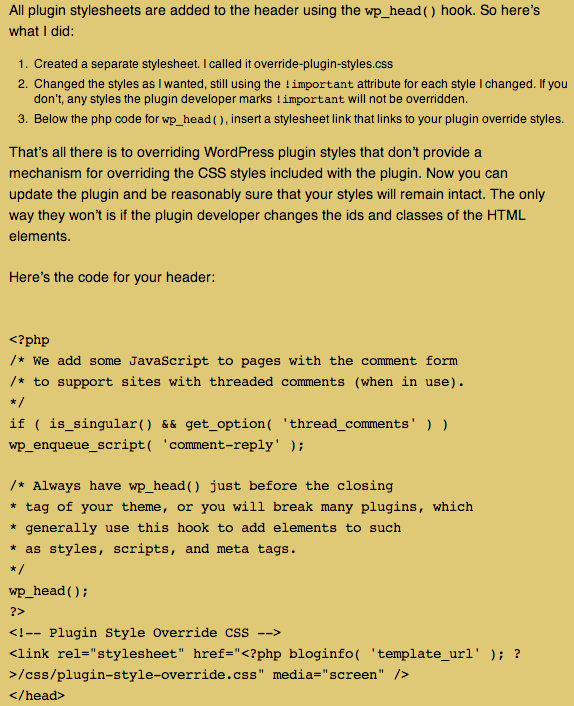 All plugin stylesheets are added to the header using the wp_head() hook. So here’s
what I did:
1. Created a separate stylesheet. I called it override-plugin-styles.css
2. Changed the styles as I wanted, still using the !important attribute for each style I changed. If you
don’t, any styles the plugin developer marks !important will not be overridden.
3. Below the php code for wp_head(), insert a stylesheet link that links to your plugin override styles.
That’s all there is to overriding WordPress plugin styles that don’t provide a
mechanism for overriding the CSS styles included with the plugin. Now you can
update the plugin and be reasonably sure that your styles will remain intact. The only
way they won’t is if the plugin developer changes the ids and classes of the HTML
elements.
Here’s the code for your header:
<?php
/* We add some JavaScript to pages with the comment form
/* to support sites with threaded comments (when in use).
*/
if ( is_singular() && get_option( 'thread_comments' ) )
wp_enqueue_script( 'comment-reply' );
/* Always have wp_head() just before the closing
* tag of your theme, or you will break many plugins, which
* generally use this hook to add elements to such
* as styles, scripts, and meta tags.
*/
wp_head();
?>
<!-- Plugin Style Override CSS -->
<link rel="stylesheet" href="<?php bloginfo( 'template_url' ); ?
>/css/plugin-style-override.css" media="screen" />
</head>